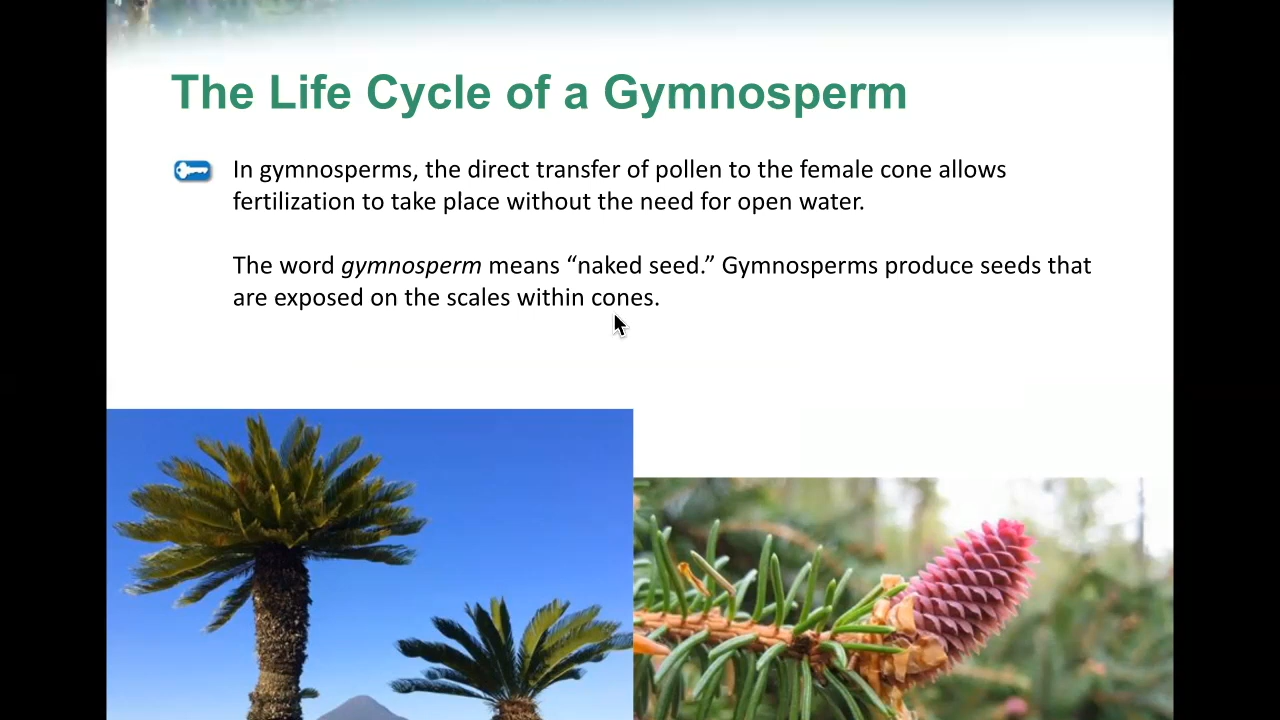 The Life Cycle of a Gymnosperm
In gymnosperms, the direct transfer of pollen to the female cone allows
fertilization to take place without the need for open water.
The word gymnosperm means “naked seed.” Gymnosperms produce seeds that
are exposed on the scales within cones.